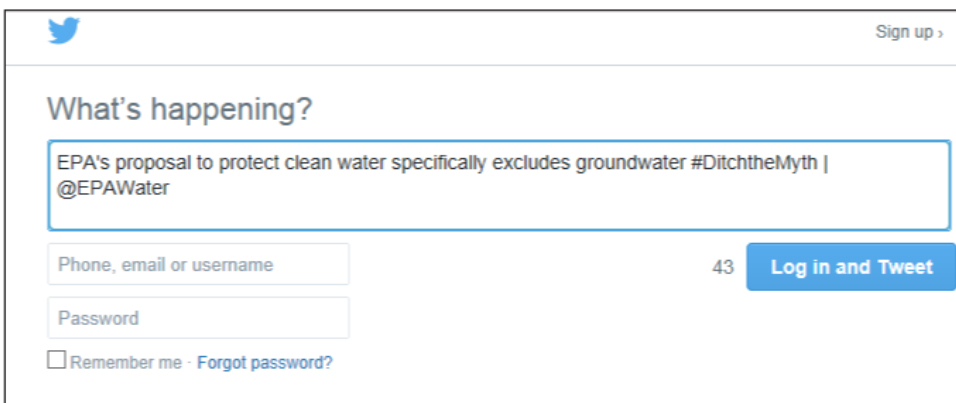 Sign up ›
What's happening?
EPA's proposal to protect clean water specifically excludes groundwater #DitchtheMyth |
@EPAWater
Phone, email or username
43 Log in and Tweet
Password
Remember me · Forgot password?